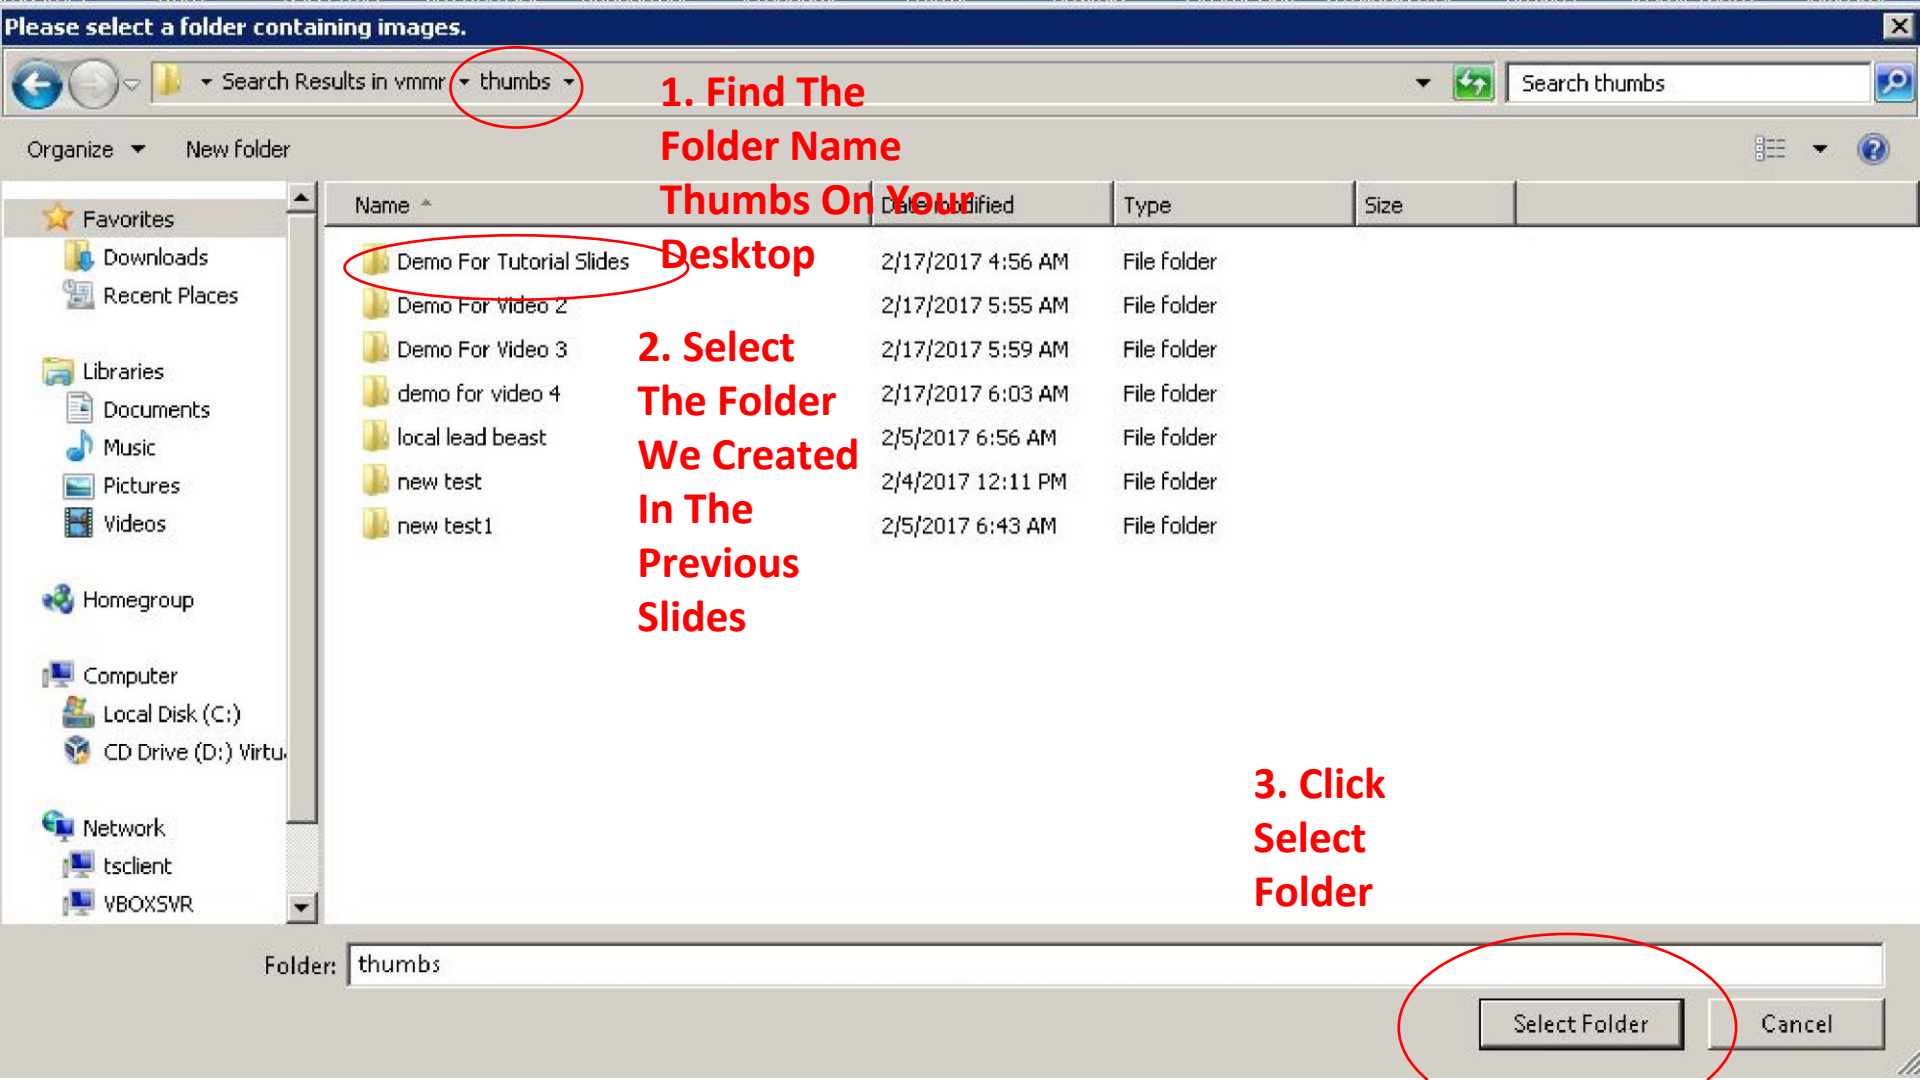 Please select a folder containing images.
Search Results in vmmr thumbs
Search thumbs
1. Find The
Folder Name
Thumbs On Your
Desktop
Organize
New folder
Name
Date modified
Type
Size
Favorites
Downloads
Recent Places
Libraries
Documents
Music
Pictures
Videos
Homegroup
Computer
Local Disk (C:)
CD Drive (D:) Virtu
Network
tsclient
VBOXSVR
Demo For Tutorial Slides 2/17/2017 4:56 AM File folder
Demo For Video 2 2/17/2017 5:55 AM File folder
Demo For Video 3 2/17/2017 5:59 AM File folder
demo for video 4 2/17/2017 6:03 AM File folder
local lead beast 2/5/2017 6:56 AM File folder
new test 2/4/2017 12:11 PM File folder
new test1 2/5/2017 6:43 AM File folder
2. Select
The Folder
We Created
In The
Previous
Slides
3. Click
Select
Folder
Folder: thumbs
Select Folder
Cancel